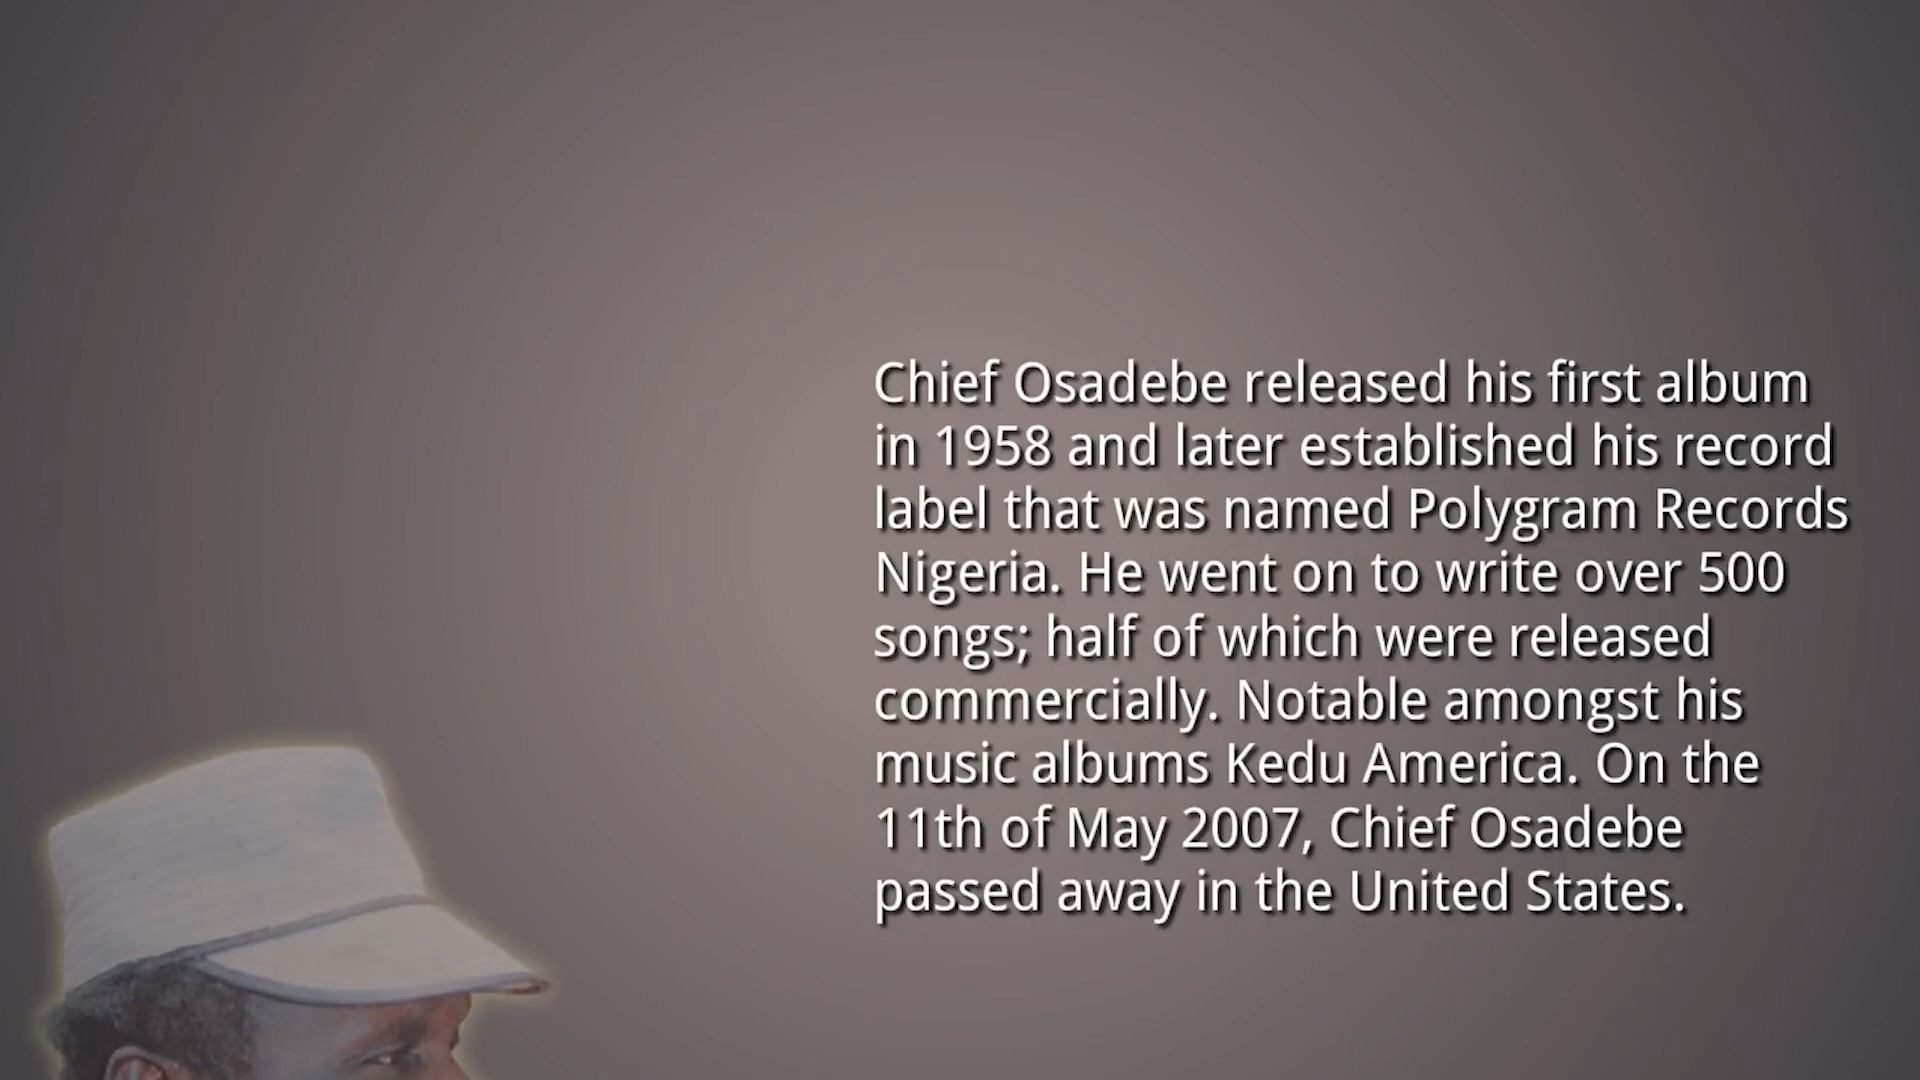 Chief Osadebe released his first album
in 1958 and later established his record
label that was named Polygram Records
Nigeria. He went on to write over 500
songs; half of which were released
commercially. Notable amongst his
music albums Kedu America. On the
11th of May 2007, Chief Osadebe
passed away in the United States.